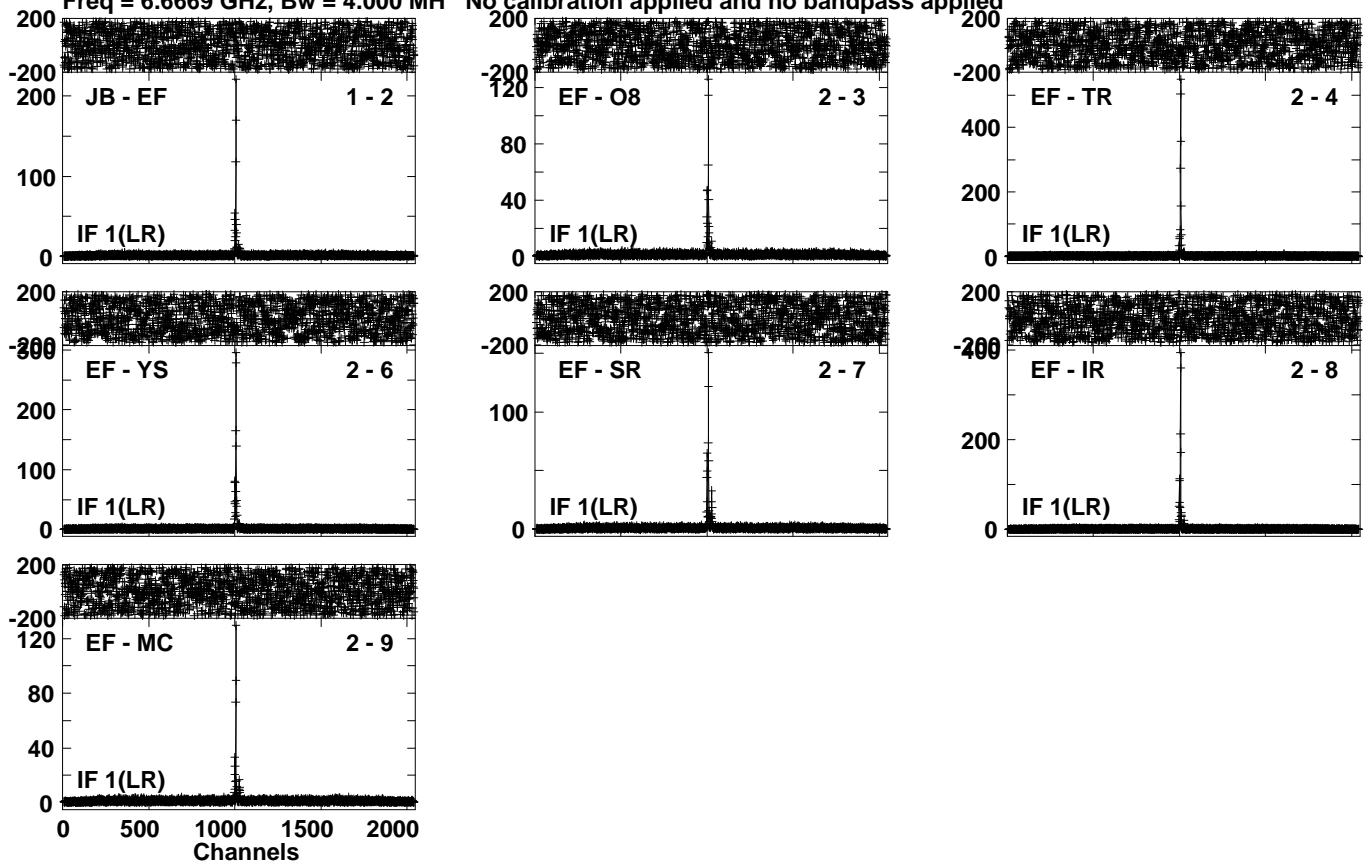 Freq = 6.6669 GHz, Bw = 4.000 MH No calibration applied and no bandpass applied
200 200 200
-200 -200 -200
JB - EF 1 - 2 EF - O8 2 - 3 EF - TR 2 - 4
200 120 400
100 80 200
0 40 0
0
IF 1(LR) IF 1(LR) IF 1(LR)
200 200 200
-200 -200 -200
300 400
EF - YS 2 - 6 EF - SR 2 - 7 EF - IR 2 - 8
200 100 200
100 0 0
0
IF 1(LR) IF 1(LR) IF 1(LR)
200
-200
120
EF - MC 2 - 9
80
40
IF 1(LR)
0
0 500 1000 1500 2000
Channels